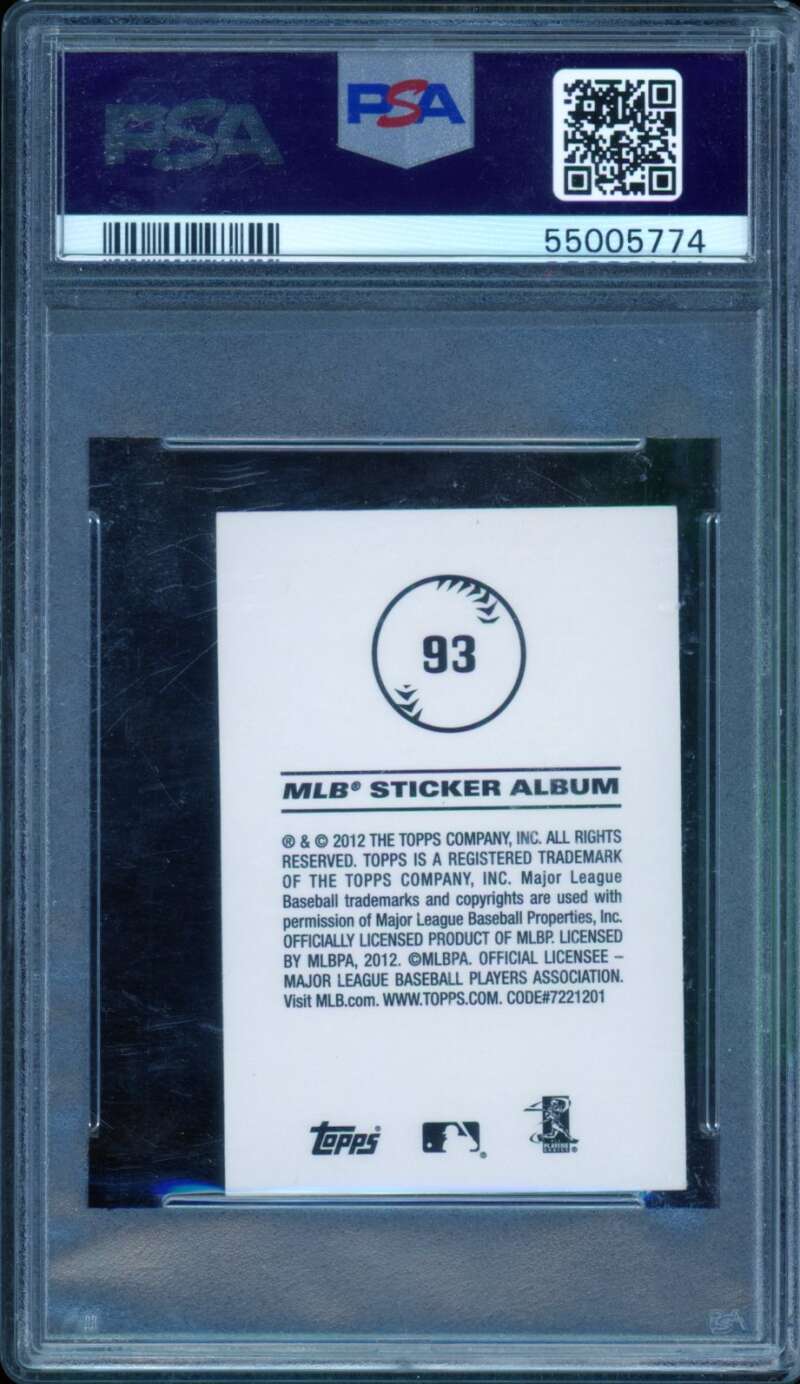 PSA
PSA
55005774
93
MLB® STICKER ALBUM
® & © 2012 THE TOPPS COMPANY, INC. ALL RIGHTS
RESERVED. TOPPS IS A REGISTERED TRADEMARK
OF THE TOPPS COMPANY, INC. Major League
Baseball trademarks and copyrights are used with
permission of Major League Baseball Properties, Inc.
OFFICIALLY LICENSED PRODUCT OF MLBP. LICENSED
BY MLBPA, 2012. ©MLBPA. OFFICIAL LICENSEE –
MAJOR LEAGUE BASEBALL PLAYERS ASSOCIATION.
Visit MLB.com. WWW.TOPPS.COM. CODE#7221201
topps®
PLAYERS
CHOICE
PSA